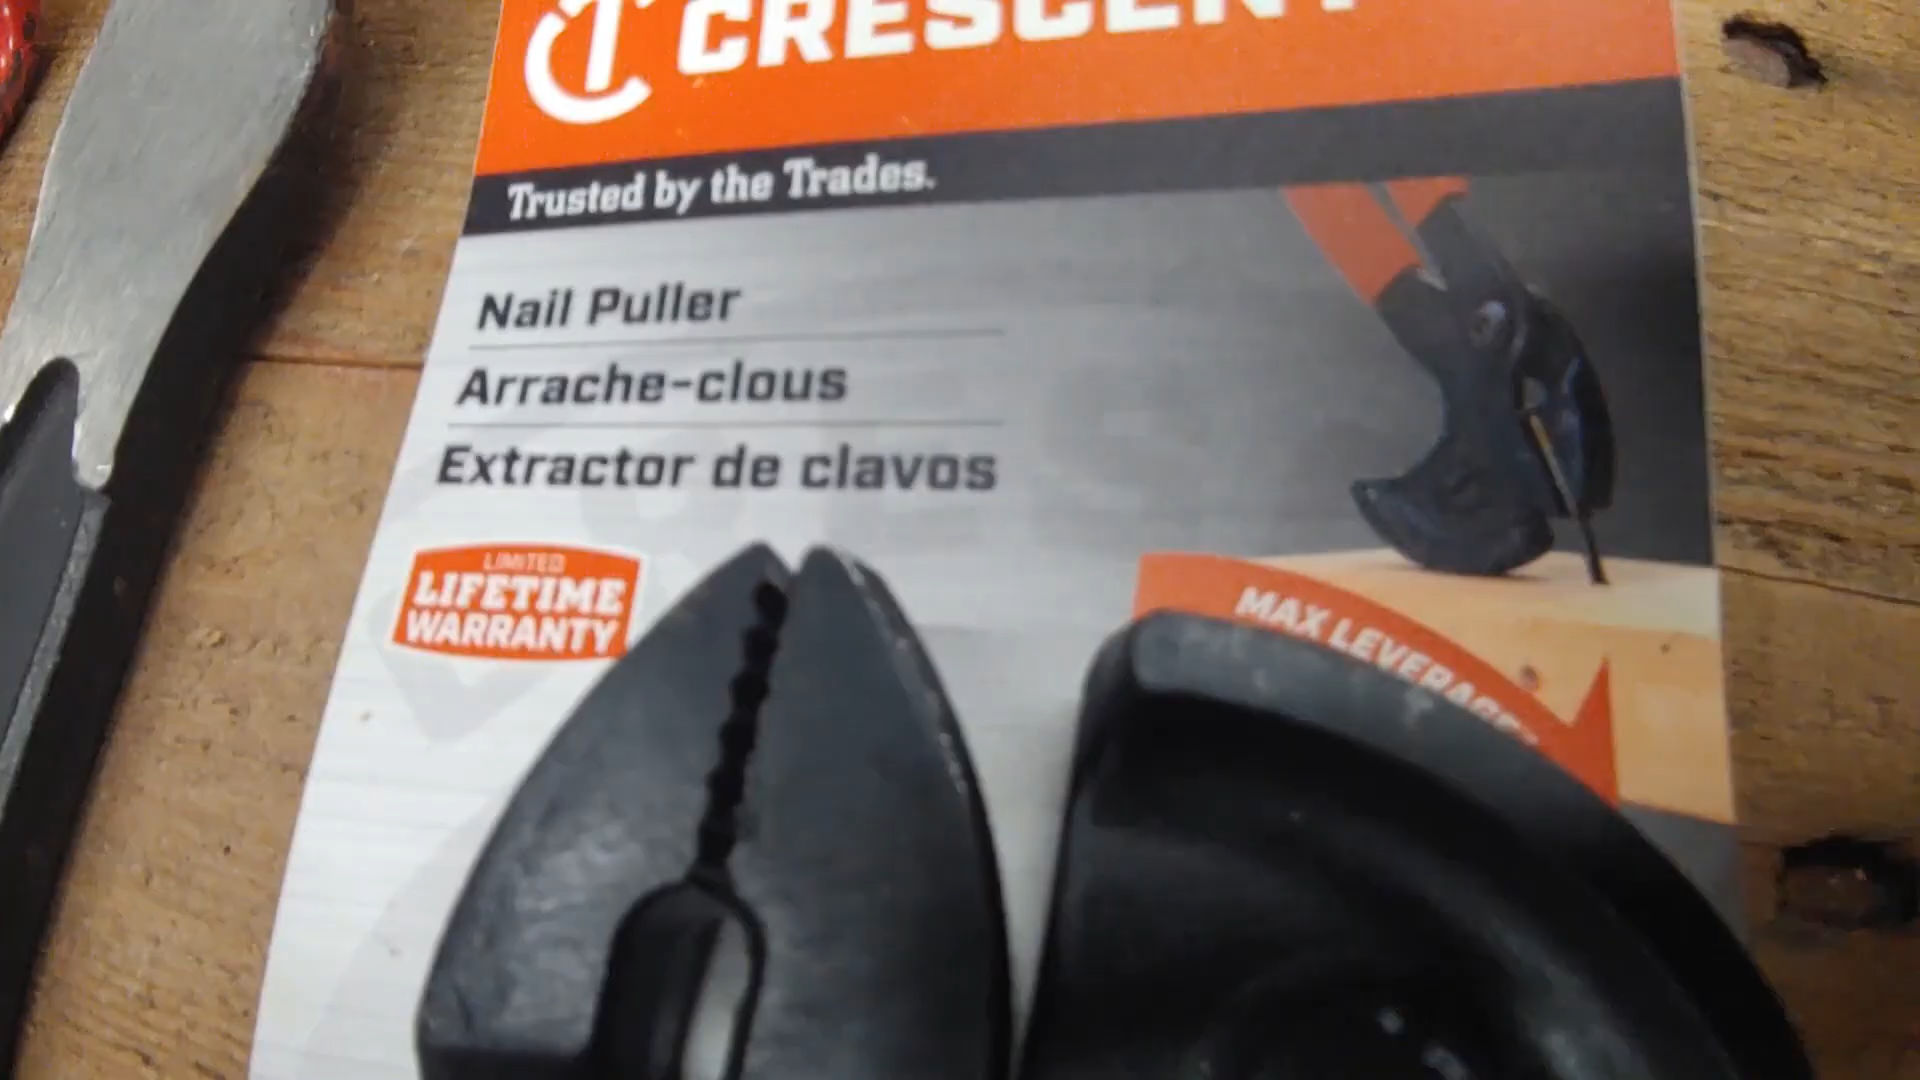 CRESCENT
Trusted by the Trades.
Nail Puller
Arrache-clous
Extractor de clavos
LIMITED
LIFETIME
WARRANTY
MAX LEVERAGE